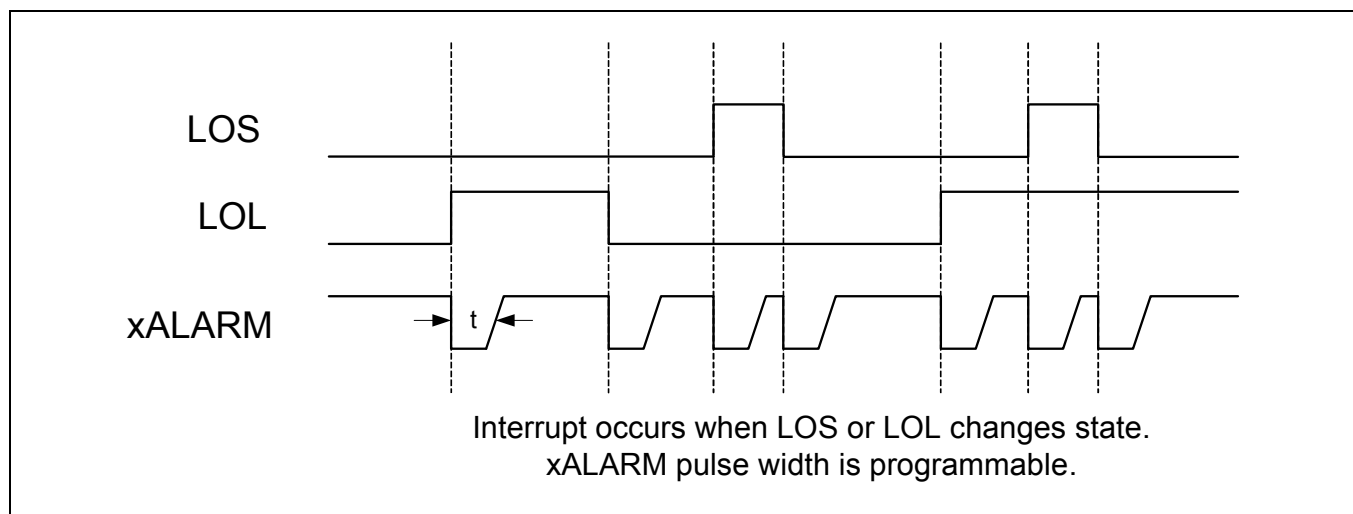 LOS
LOL
xALARM
t
Interrupt occurs when LOS or LOL changes state.
xALARM pulse width is programmable.